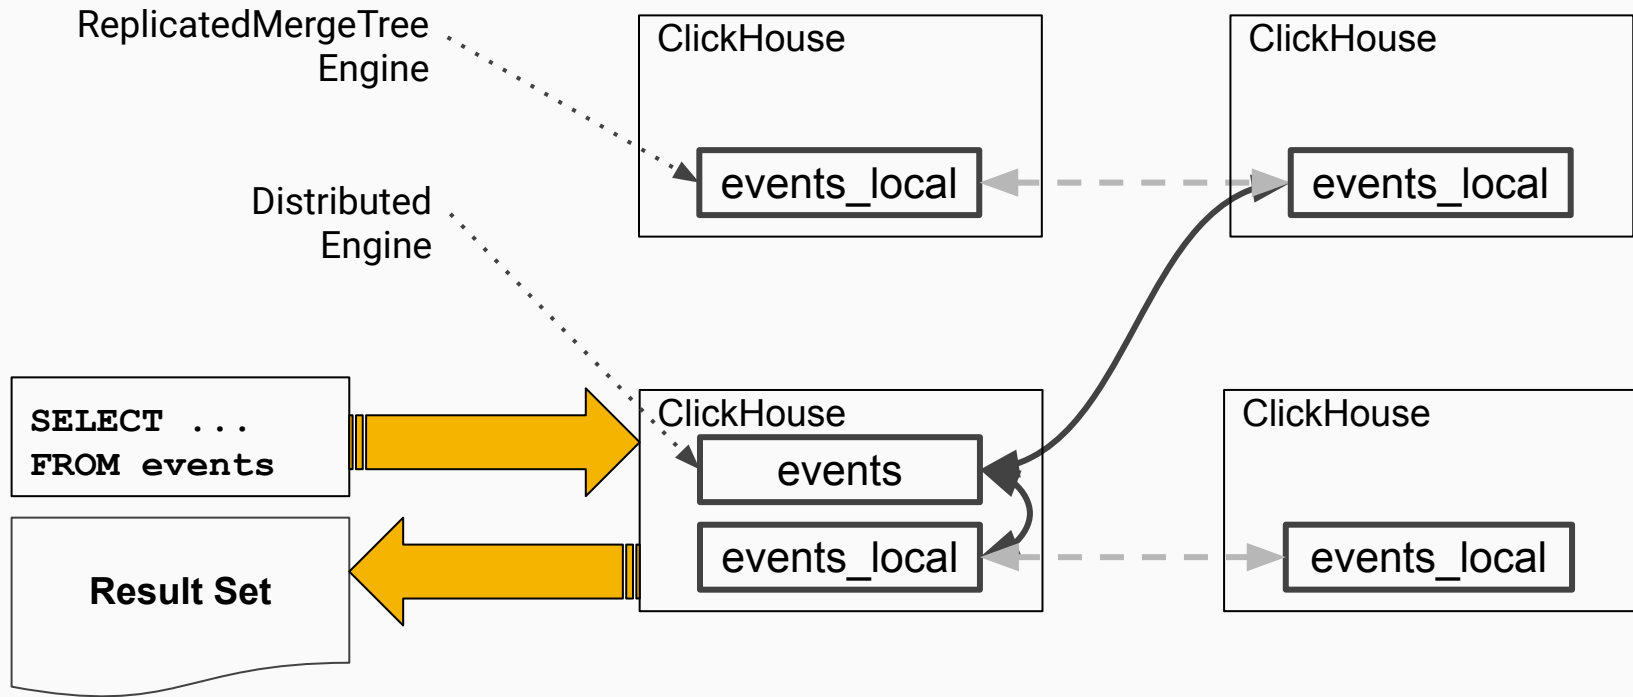 ReplicatedMergeTree
Engine
ClickHouse
ClickHouse
events_local
events_local
Distributed
Engine
SELECT ...
FROM events
ClickHouse
ClickHouse
events
events_local
events_local
Result Set